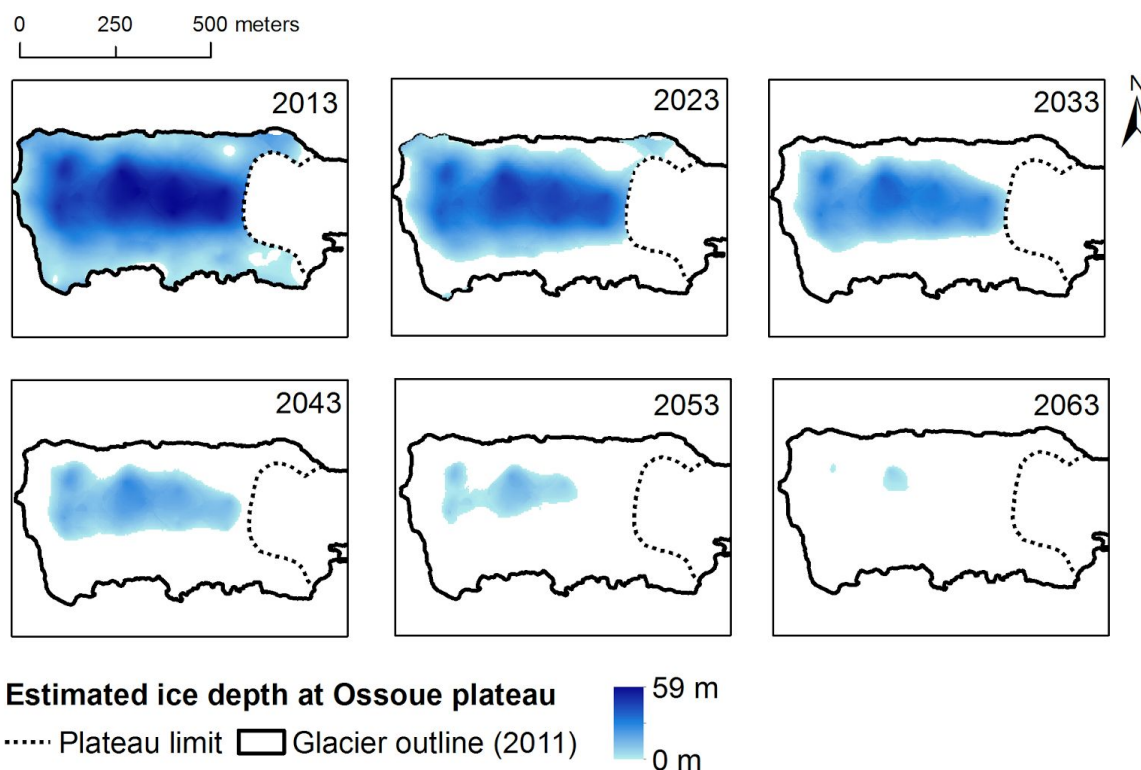 0 250 500 meters
2013
2023
2033
N
2043
2053
2063
Estimated ice depth at Ossoue plateau
59 m
0 m
Plateau limit Glacier outline (2011)